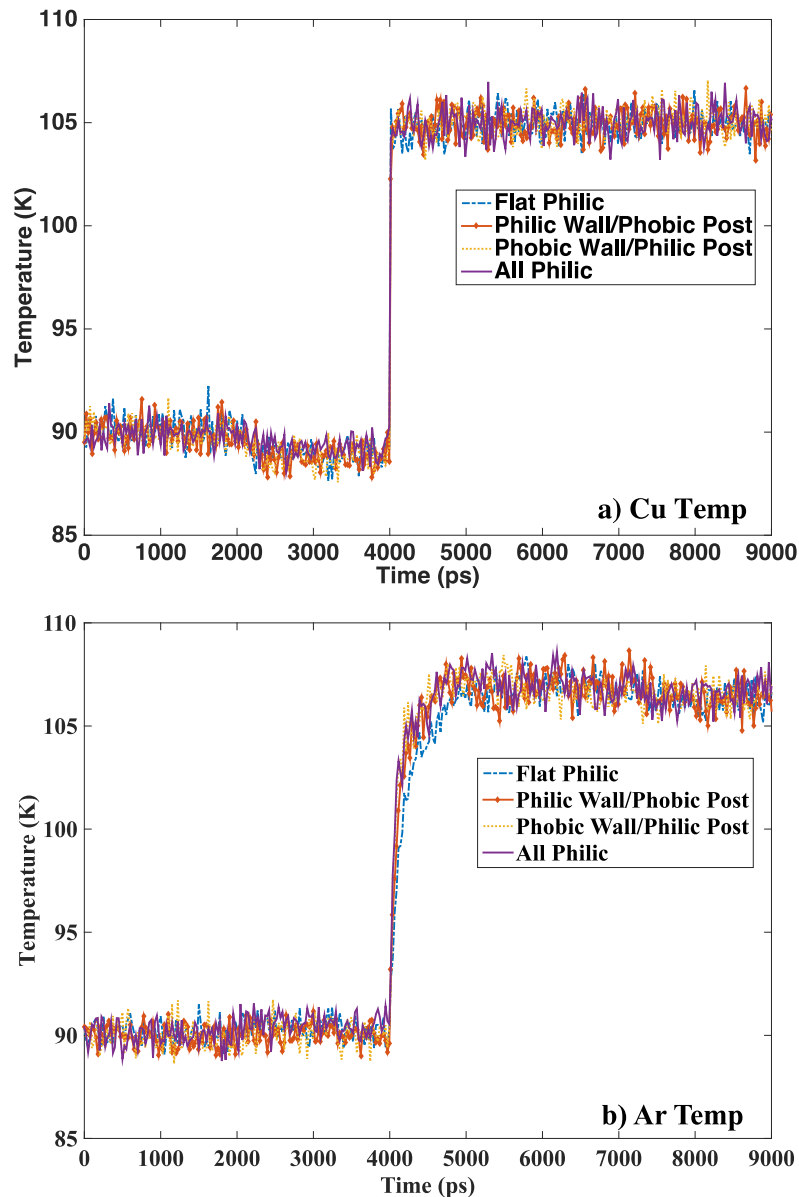 110
105
100
95
90
85
Temperature (K)
Flat Philic
Philic Wall/Phobic Post
Phobic Wall/Philic Post
All Philic
a) Cu Temp
0 1000 2000 3000 4000 5000 6000 7000 8000 9000
Time (ps)
110
105
100
95
90
85
Temperature (K)
Flat Philic
Philic Wall/Phobic Post
Phobic Wall/Philic Post
All Philic
b) Ar Temp
0 1000 2000 3000 4000 5000 6000 7000 8000 9000
Time (ps)